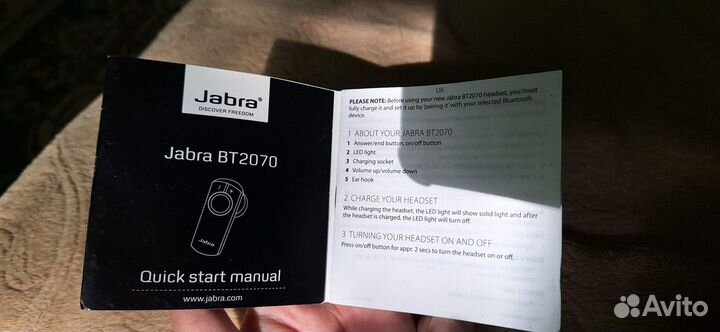 Jabra®
DISCOVER FREEDOM
Jabra BT2070
Jabra
Quick start manual
www.jabra.com
UK
PLEASE NOTE: Before using your new Jabra BT2070 headset, you must
fully charge it and set it up by 'pairing it' with your selected Bluetooth
device.
1 ABOUT YOUR JABRA BT2070
1 Answer/end button, on/off button
2 LED light
3 Charging socket
4 Volume up/volume down
5 Ear hook
2 CHARGE YOUR HEADSET
While charging the headset, the LED light will show solid light and after
the headset is charged, the LED light will turn off.
3 TURNING YOUR HEADSET ON AND OFF
Press on/off button for appr. 2 secs to turn the headset on or off.
Avito